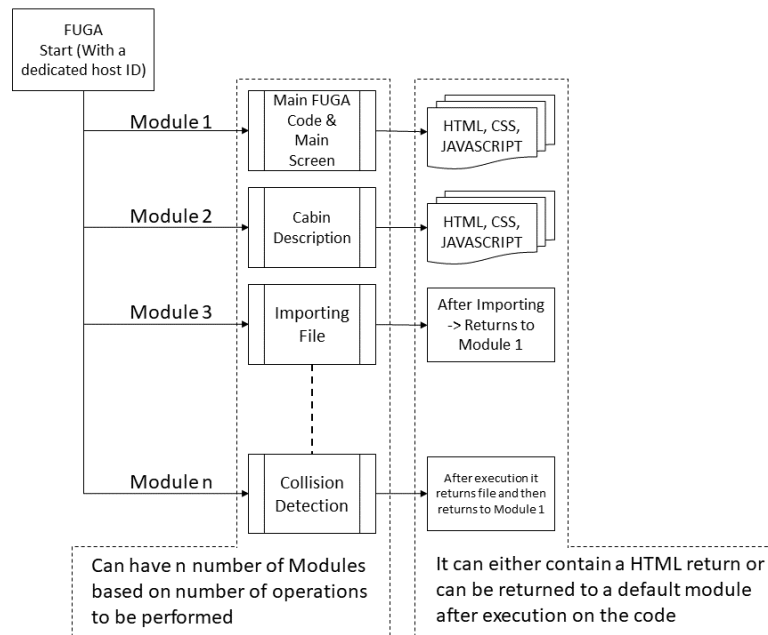 FUGA
Start (With a
dedicated host ID)
Module 1
Main FUGA
Code &
Main
Screen
HTML, CSS,
JAVASCRIPT
Module 2
Cabin
Description
HTML, CSS,
JAVASCRIPT
Module 3
Importing
File
After Importing
-> Returns to
Module 1
Module n
Collision
Detection
After execution it
returns file and then
returns to Module 1
Can have n number of Modules
based on number of operations
to be performed
It can either contain a HTML return or
can be returned to a default module
after execution on the code